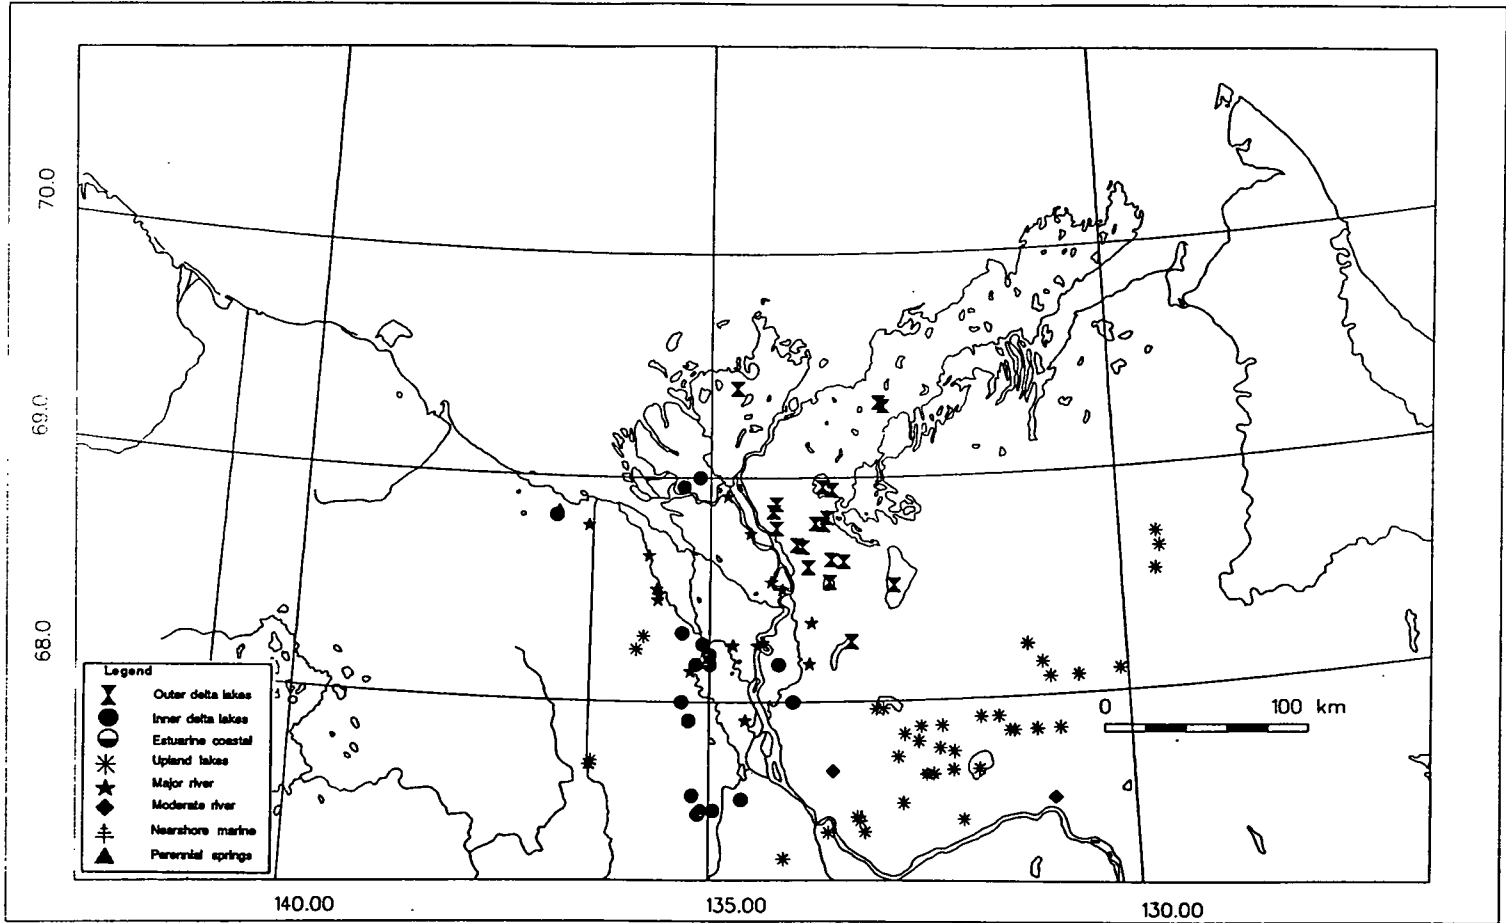 70.0
69.0
68.0
Legend
Outer delta lakes
Inner delta lakes
Estuarine coastal
Upland lakes
Major river
Moderate river
Nearshore marine
Perennial springs
0 100 km
140.00 135.00 130.00